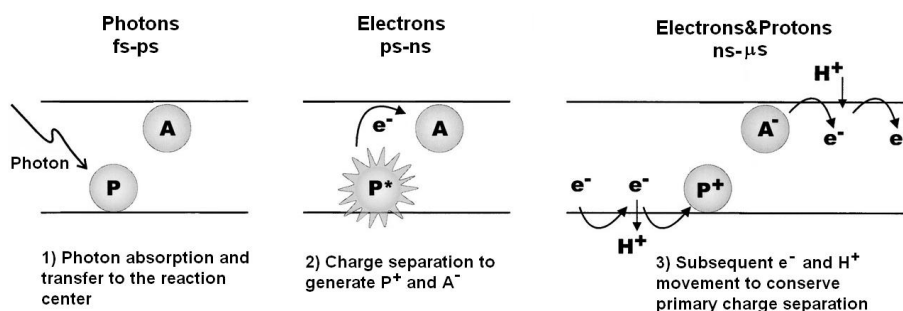 Photons
fs-ps
Photon
P
A
1) Photon absorption and
transfer to the reaction
center
Electrons
ps-ns
e⁻
A
P*
2) Charge separation to
generate P⁺ and A⁻
Electrons&Protons
ns-μs
H⁺
A⁻
e⁻
e
e⁻
e⁻
P⁺
H⁺
3) Subsequent e⁻ and H⁺
movement to conserve
primary charge separation